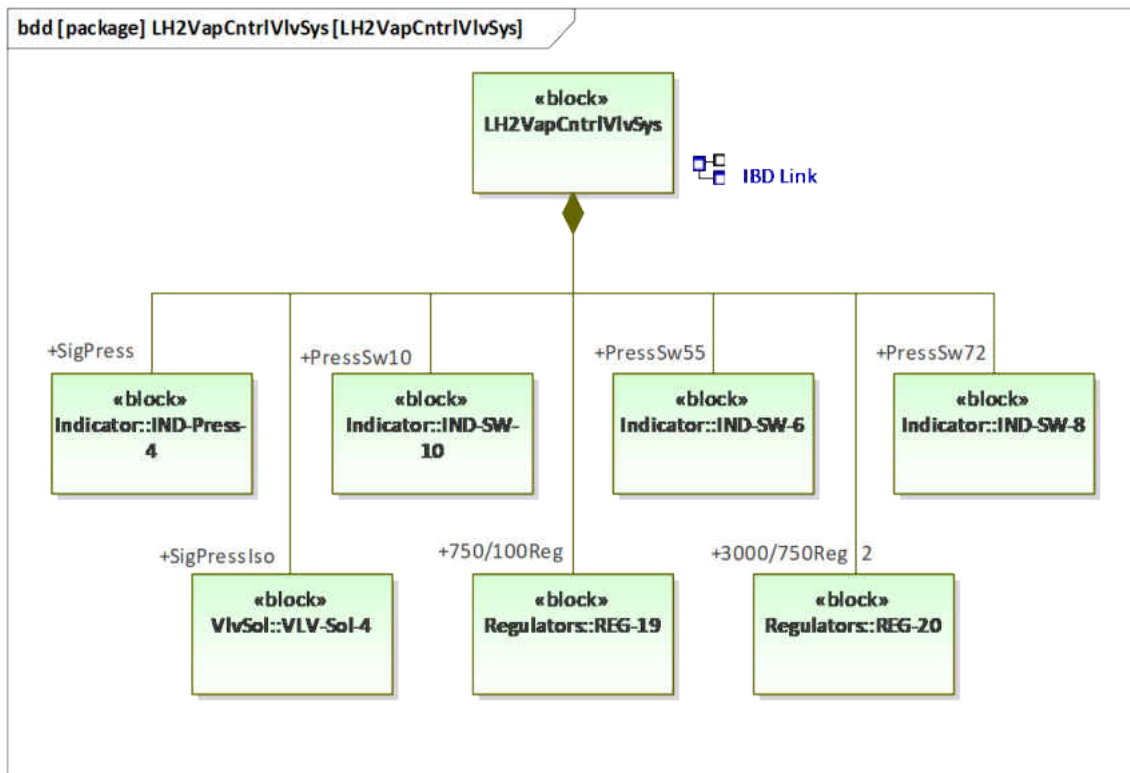 bdd [package] LH2VapCntrlVlvSys [LH2VapCntrlVlvSys]
«block»
LH2VapCntrlVlvSys
IBD Link
+SigPress
+PressSw10
+PressSw55
+PressSw72
«block»
Indicator::IND-Press-
4
«block»
Indicator::IND-SW-
10
«block»
Indicator::IND-SW-6
«block»
Indicator::IND-SW-8
+SigPressIso
+750/100Reg
+3000/750Reg 2
«block»
VlvSol::VLV-Sol-4
«block»
Regulators::REG-19
«block»
Regulators::REG-20